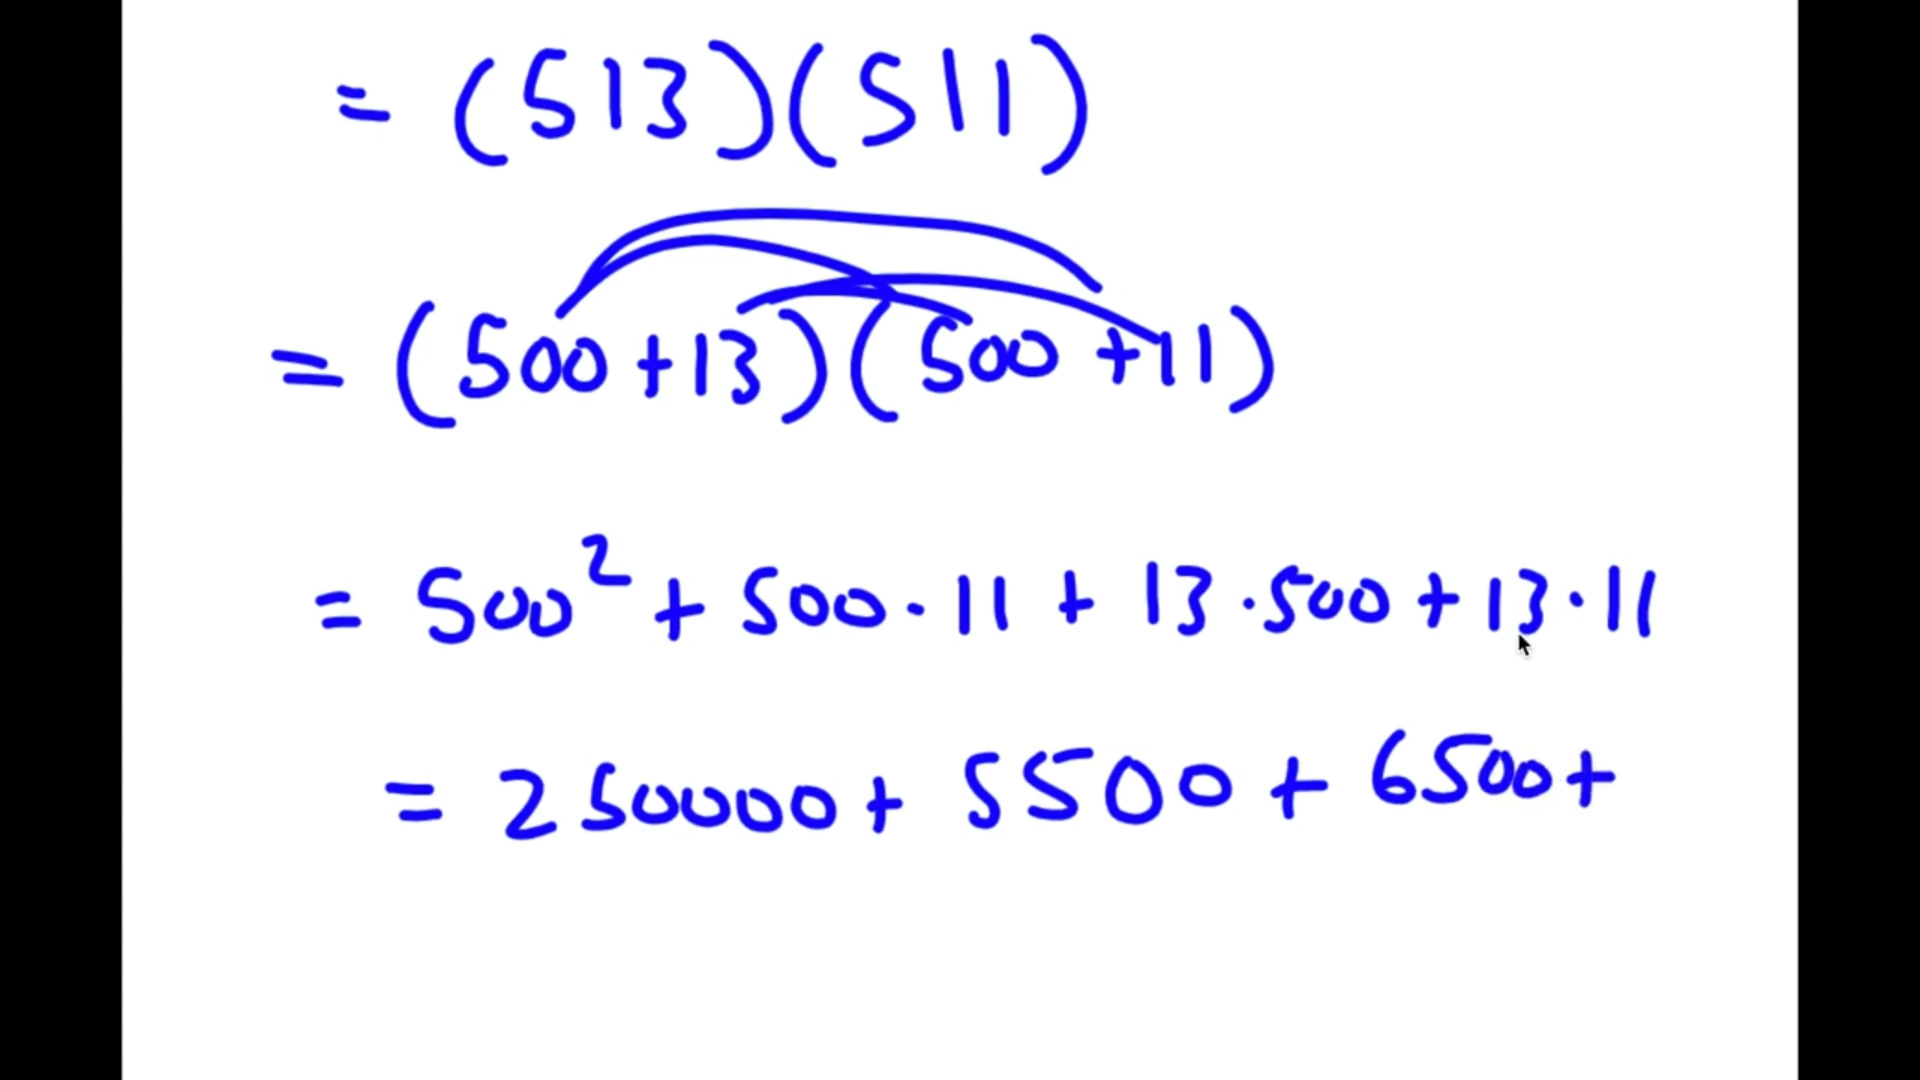 = (513)(511)
= (500+13)(500+11)
= 500² + 500·11 + 13·500 + 13·11
= 250000 + 5500 + 6500+